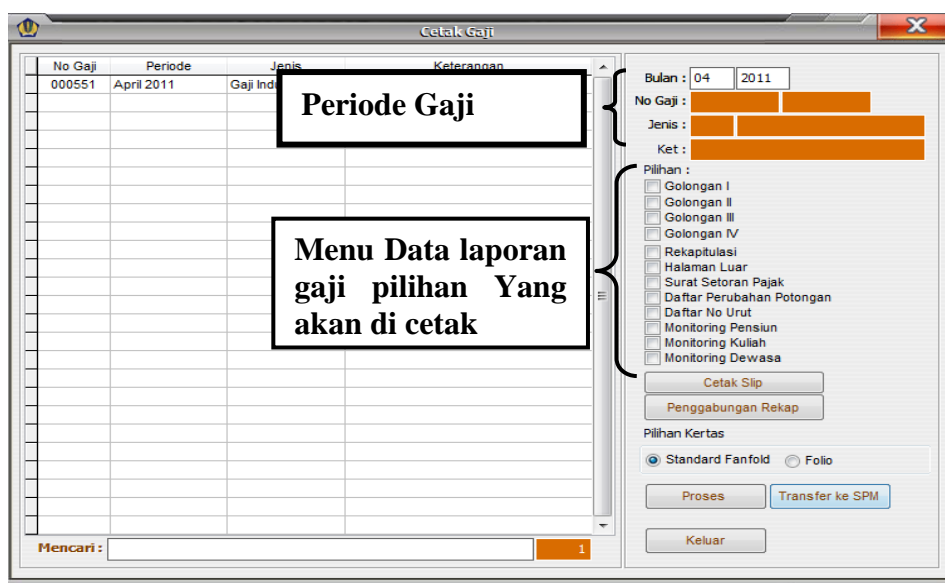 Cetak Gaji
No Gaji Periode Jenis Keterangan
000551 April 2011 Gaji Ind
Periode Gaji
Menu Data laporan
gaji pilihan Yang
akan di cetak
Mencari : 1
Bulan : 04 2011
No Gaji :
Jenis :
Ket :
Pilihan :
Golongan I
Golongan II
Golongan III
Golongan IV
Rekapitulasi
Halaman Luar
Surat Setoran Pajak
Daftar Perubahan Potongan
Daftar No Urut
Monitoring Pensiun
Monitoring Kuliah
Monitoring Dewasa
Cetak Slip
Penggabungan Rekap
Pilihan Kertas
Standard Fanfold Folio
Proses Transfer ke SPM
Keluar